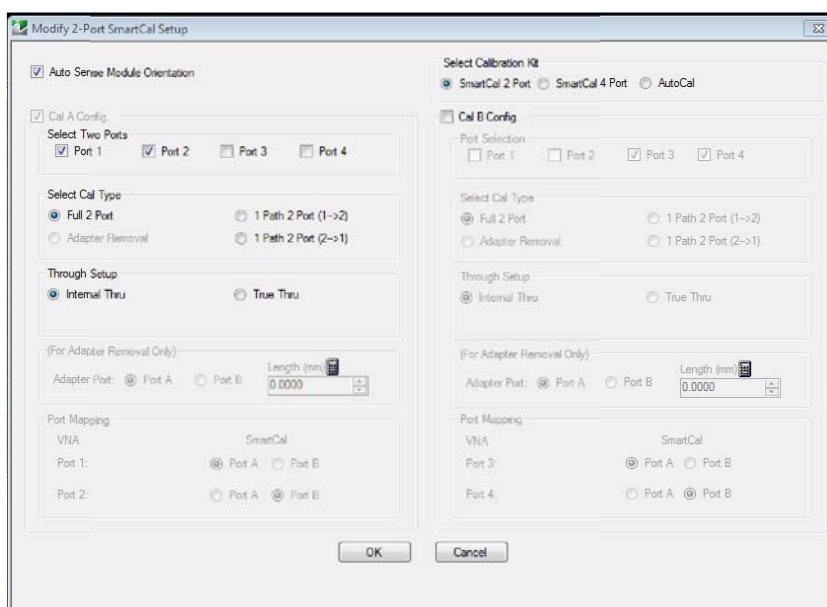 Modify 2-Port SmartCal Setup
Auto Sense Module Orientation
Select Calibration Kit
SmartCal 2 Port SmartCal 4 Port AutoCal
Cal A Config.
Select Two Ports
Port 1 Port 2 Port 3 Port 4
Select Cal Type
Full 2 Port 1 Path 2 Port (1-->2)
Adapter Removal 1 Path 2 Port (2-->1)
Through Setup
Internal Thru True Thru
(For Adapter Removal Only)
Length (mm)
Adapter Port: Port A Port B 0.0000
Port Mapping
VNA SmartCal
Port 1: Port A Port B
Port 2: Port A Port B
Cal B Config.
Port Selection
Port 1 Port 2 Port 3 Port 4
Select Cal Type
Full 2 Port 1 Path 2 Port (1-->2)
Adapter Removal 1 Path 2 Port (2-->1)
Through Setup
Internal Thru True Thru
(For Adapter Removal Only)
Length (mm)
Adapter Port: Port A Port B 0.0000
Port Mapping
VNA SmartCal
Port 3: Port A Port B
Port 4: Port A Port B
OK Cancel